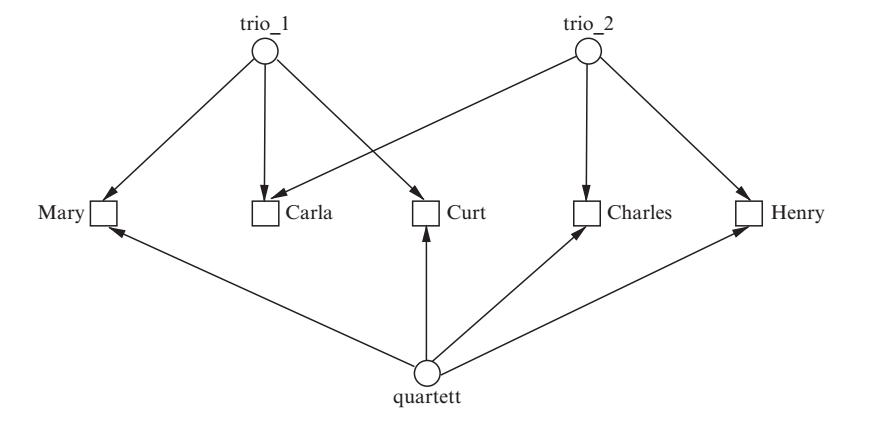 trio_1
trio_2
Mary
Carla
Curt
Charles
Henry
quartett